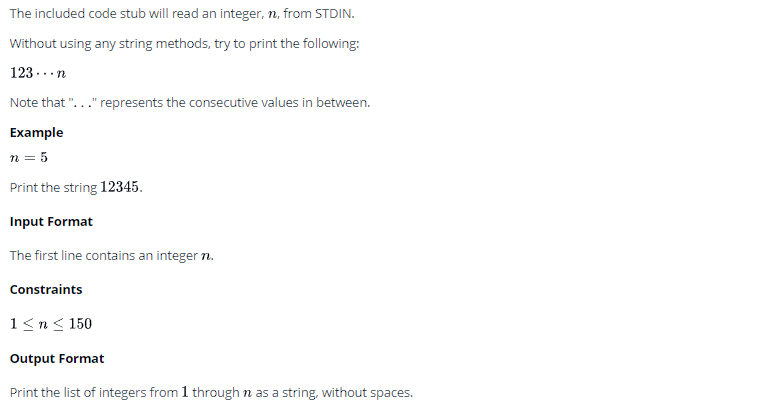 The included code stub will read an integer, n, from STDIN.
Without using any string methods, try to print the following:
123 · · · n
Note that "..." represents the consecutive values in between.
Example
n = 5
Print the string 12345.
Input Format
The first line contains an integer n.
Constraints
1 ≤ n ≤ 150
Output Format
Print the list of integers from 1 through n as a string, without spaces.